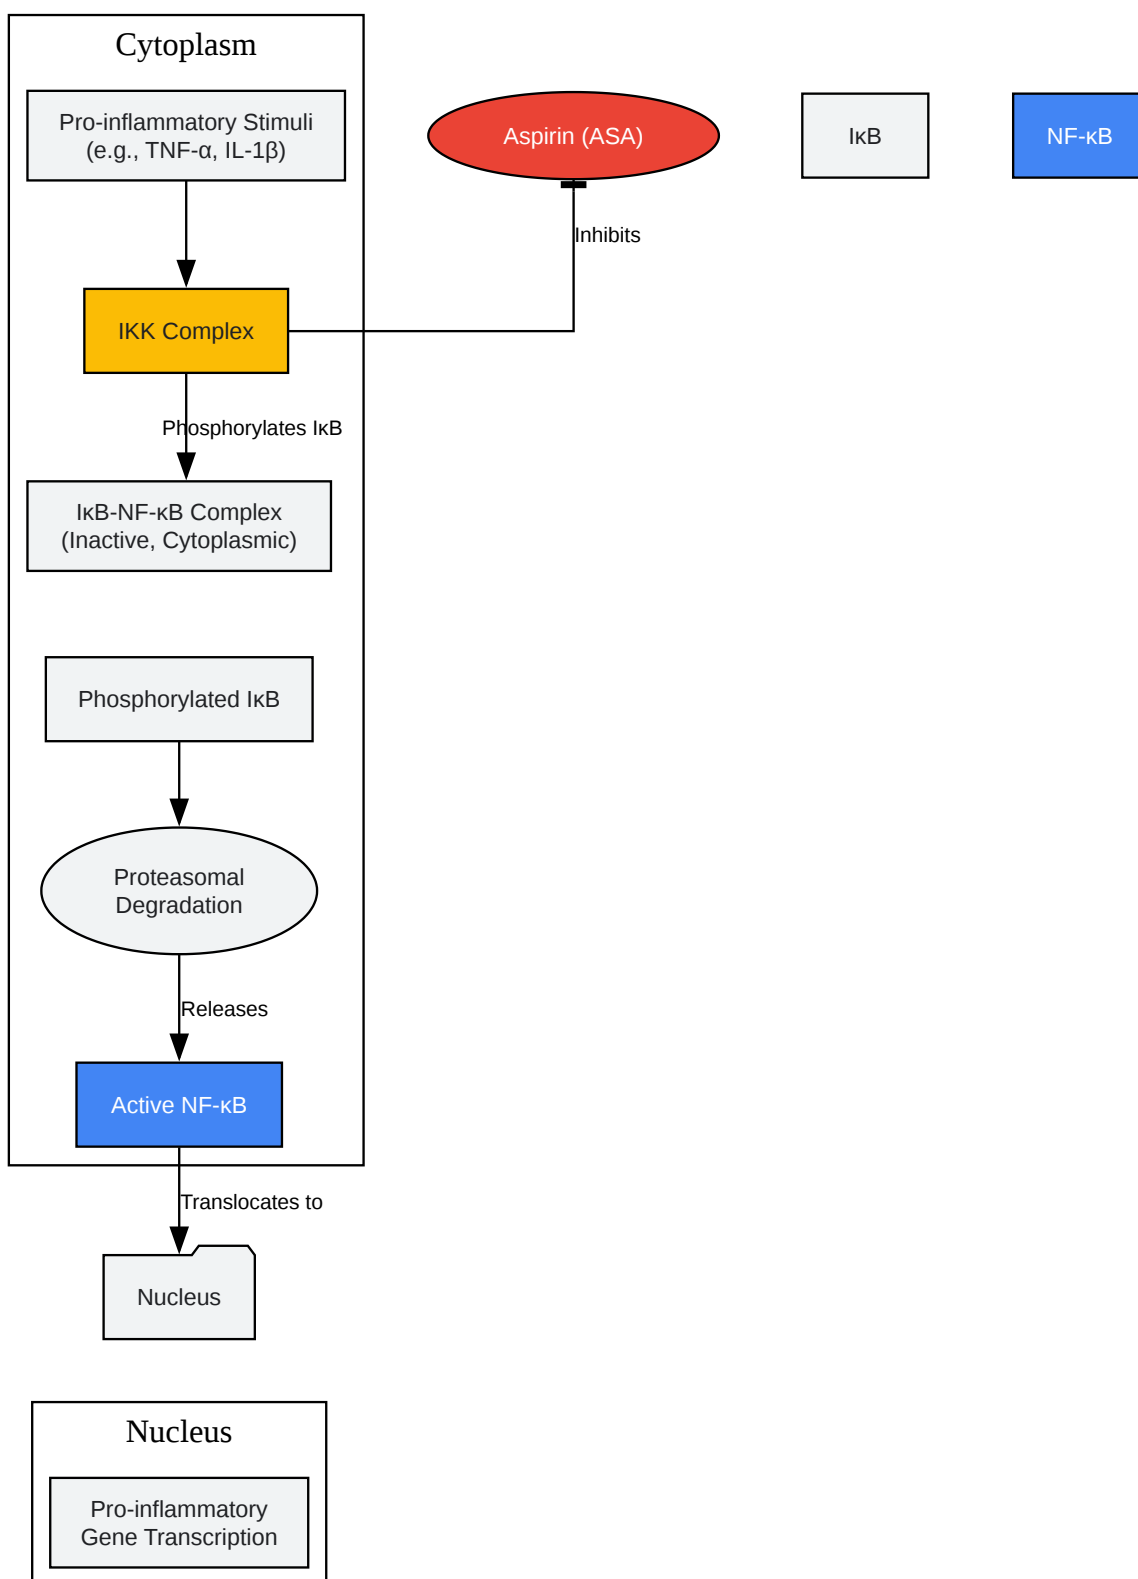 Cytoplasm
Pro-inflammatory Stimuli
(e.g., TNF-α, IL-1β)
Aspirin (ASA)
IκB
NF-κB
Inhibits
IKK Complex
Phosphorylates IκB
IκB-NF-κB Complex
(Inactive, Cytoplasmic)
Phosphorylated IκB
Proteasomal
Degradation
Releases
Active NF-κB
Translocates to
Nucleus
Nucleus
Pro-inflammatory
Gene Transcription